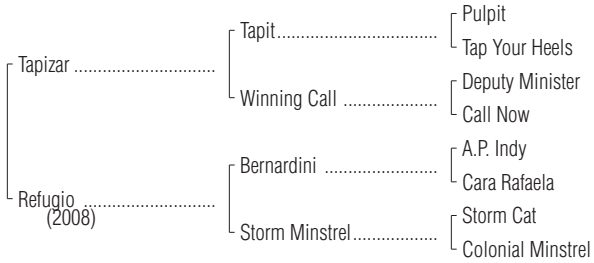 Pulpit
Tapit
Tap Your Heels
Tapizar
Deputy Minister
Winning Call
Call Now
A.P. Indy
Bernardini
Cara Rafaela
Refugio
(2008)
Storm Cat
Storm Minstrel
Colonial Minstrel